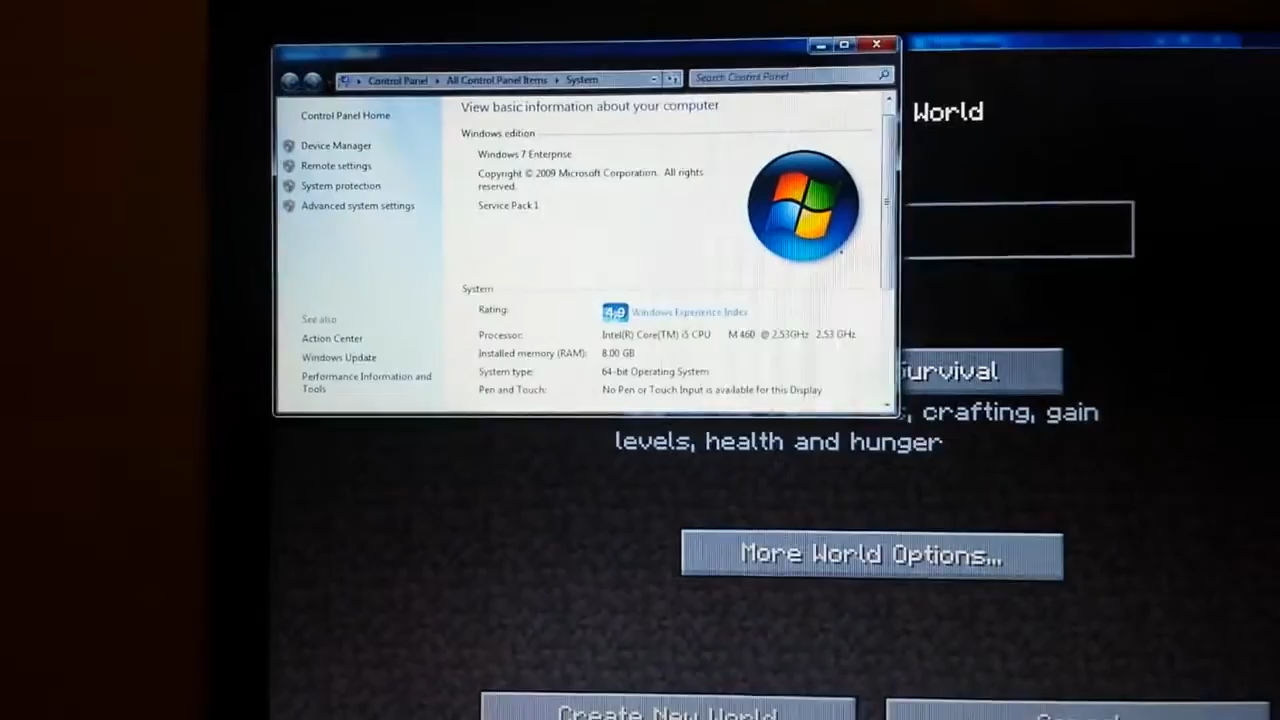 Control Panel All Control Panel Items System
Search Control Panel
Control Panel Home
Device Manager
Remote settings
System protection
Advanced system settings
See also
Action Center
Windows Update
Performance Information and
Tools
View basic information about your computer
Windows edition
Windows 7 Enterprise
Copyright © 2009 Microsoft Corporation. All rights
reserved.
Service Pack 1
System
Rating: 4.9 Windows Experience Index
Processor: Intel(R) Core(TM) i5 CPU M 460 @ 2.53GHz 2.53 GHz
Installed memory (RAM): 8.00 GB
System type: 64-bit Operating System
Pen and Touch: No Pen or Touch Input is available for this Display
World
urvival
, crafting, gain
levels, health and hunger
More World Options...
Create New World